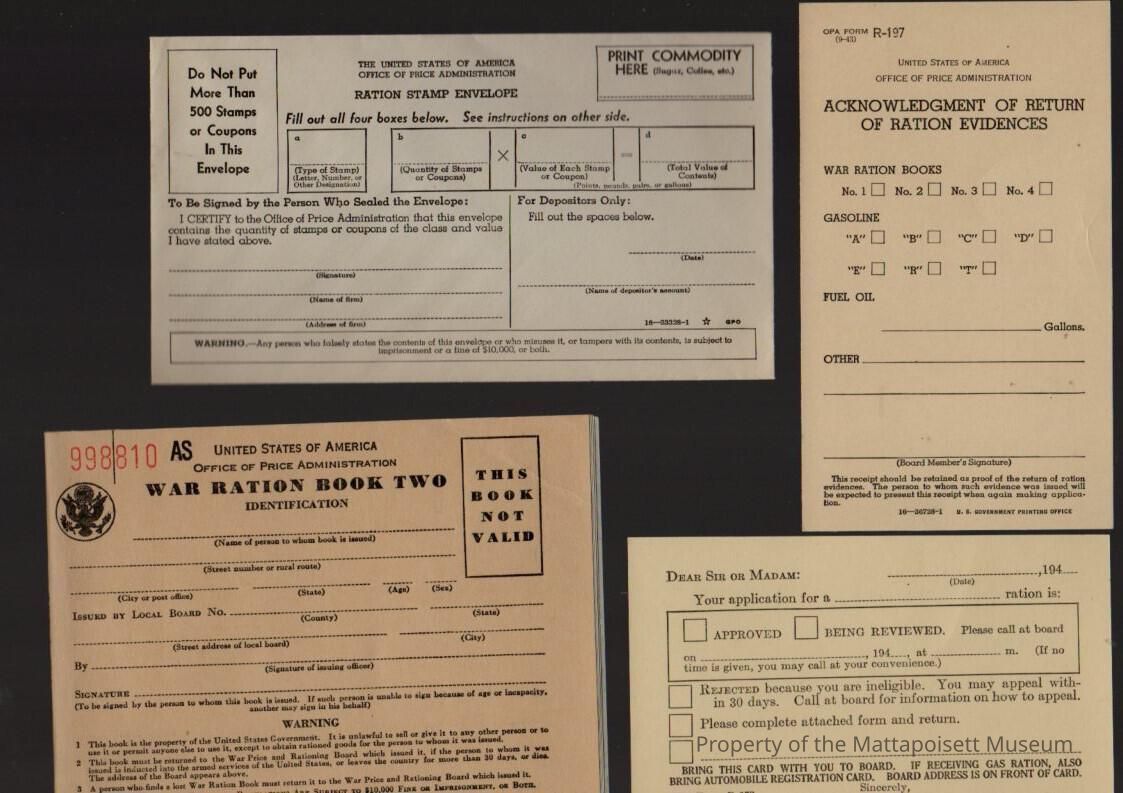 Do Not Put
More Than
500 Stamps
or Coupons
In This
Envelope
THE UNITED STATES OF AMERICA
OFFICE OF PRICE ADMINISTRATION
RATION STAMP ENVELOPE
PRINT COMMODITY
HERE (Sugar, Coffee, etc.)
Fill out all four boxes below. See instructions on other side.
a
(Type of Stamp)
(Letter, Number, or
Other Designation)
b
(Quantity of Stamps
or Coupons)
×
c
(Value of Each Stamp
or Coupon)
=
d
(Total Value of
Contents)
(Points, pounds, pairs, or gallons)
To Be Signed by the Person Who Sealed the Envelope:
I CERTIFY to the Office of Price Administration that this envelope
contains the quantity of stamps or coupons of the class and value
I have stated above.
(Signature)
(Name of firm)
(Address of firm)
For Depositors Only:
Fill out the spaces below.
(Date)
(Name of depositor's account)
16—33338-1 ☆ GPO
WARNING.—Any person who falsely states the contents of this envelope or who misuses it, or tampers with its contents, is subject to
imprisonment or a fine of $10,000, or both.
OPA FORM R-197
(9-43)
UNITED STATES OF AMERICA
OFFICE OF PRICE ADMINISTRATION
ACKNOWLEDGMENT OF RETURN
OF RATION EVIDENCES
WAR RATION BOOKS
No. 1 □ No. 2 □ No. 3 □ No. 4 □
GASOLINE
"A" □ "B" □ "C" □ "D" □
"E" □ "R" □ "T" □
FUEL OIL
Gallons.
OTHER
(Board Member's Signature)
This receipt should be retained as proof of the return of ration
evidences. The person to whom such evidence was issued will
be expected to present this receipt when again making applica-
tion.
16—36728-1 U. S. GOVERNMENT PRINTING OFFICE
998810 AS
UNITED STATES OF AMERICA
OFFICE OF PRICE ADMINISTRATION
WAR RATION BOOK TWO
IDENTIFICATION
THIS
BOOK
NOT
VALID
(Name of person to whom book is issued)
(Street number or rural route)
(City or post office) (State) (Age) (Sex)
ISSUED BY LOCAL BOARD No.
(County) (State)
(Street address of local board) (City)
By
(Signature of issuing officer)
SIGNATURE
(To be signed by the person to whom this book is issued. If such person is unable to sign because of age or incapacity,
another may sign in his behalf)
WARNING
1 This book is the property of the United States Government. It is unlawful to sell or give it to any other person or to
use it or permit anyone else to use it, except to obtain rationed goods for the person to whom it was issued.
2 This book must be returned to the War Price and Rationing Board which issued it, if the person to whom it was
issued is inducted into the armed services of the United States, or leaves the country for more than 30 days, or dies.
The address of the Board appears above.
3 A person who finds a lost War Ration Book must return it to the War Price and Rationing Board which issued it.
SUBJECT TO $10,000 FINE OR IMPRISONMENT, OR BOTH.
DEAR SIR OR MADAM:
,194
(Date)
Your application for a ration is:
APPROVED BEING REVIEWED. Please call at board
on , 194 , at m. (If no
time is given, you may call at your convenience.)
REJECTED because you are ineligible. You may appeal with-
in 30 days. Call at board for information on how to appeal.
Please complete attached form and return.
Property of the Mattapoisett Museum
BRING THIS CARD WITH YOU TO BOARD. IF RECEIVING GAS RATION, ALSO
BRING AUTOMOBILE REGISTRATION CARD. BOARD ADDRESS IS ON FRONT OF CARD.
Sincerely,